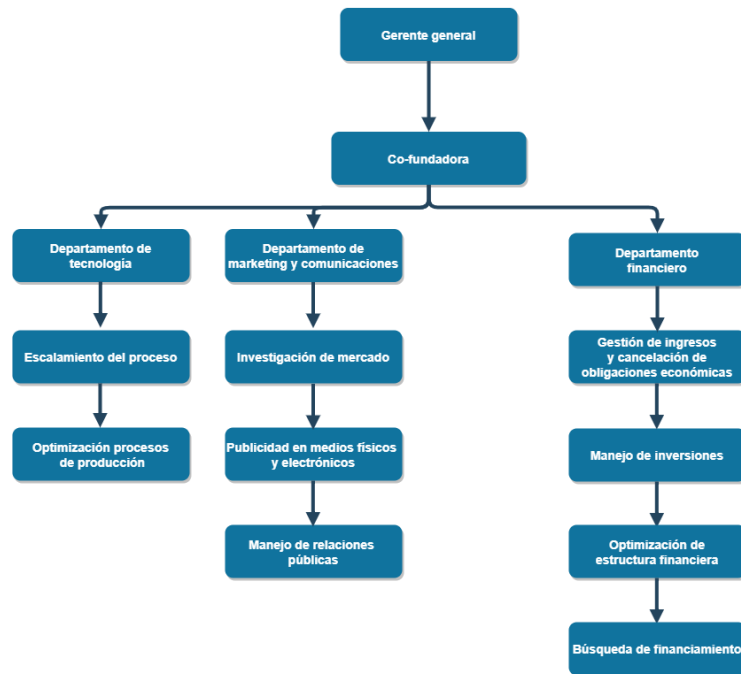 Gerente general
Co-fundadora
Departamento de
tecnología
Departamento de
marketing y comunicaciones
Departamento
financiero
Escalamiento del proceso
Investigación de mercado
Gestión de ingresos
y cancelación de
obligaciones económicas
Optimización procesos
de producción
Publicidad en medios físicos
y electrónicos
Manejo de inversiones
Manejo de relaciones
públicas
Optimización de
estructura financiera
Búsqueda de financiamiento